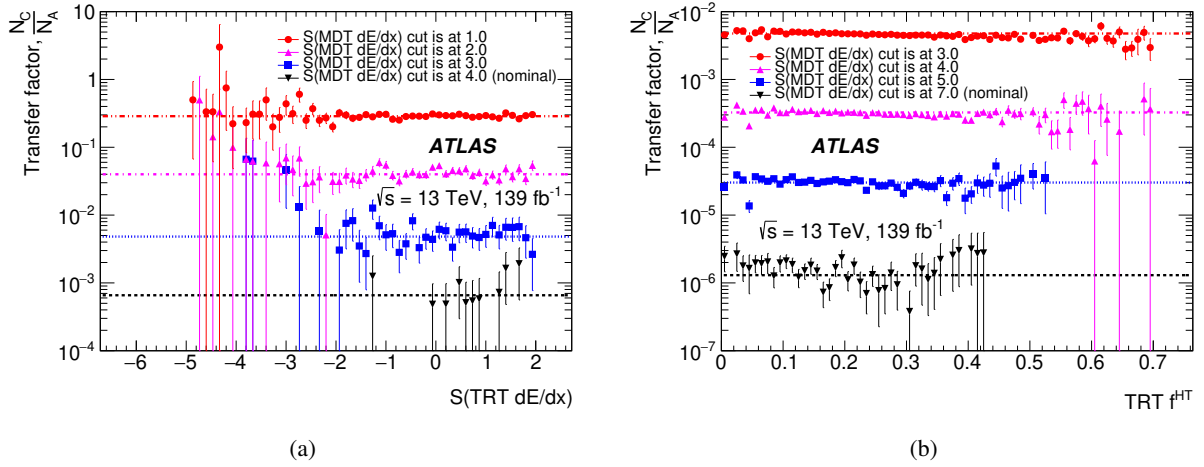 Transfer factor, N_C/N_A
10
1
10⁻¹
10⁻²
10⁻³
10⁻⁴
S(MDT dE/dx) cut is at 1.0
S(MDT dE/dx) cut is at 2.0
S(MDT dE/dx) cut is at 3.0
S(MDT dE/dx) cut is at 4.0 (nominal)
ATLAS
√s = 13 TeV, 139 fb⁻¹
−6 −5 −4 −3 −2 −1 0 1 2
S(TRT dE/dx)
(a)
Transfer factor, N_C/N_A
10⁻²
10⁻³
10⁻⁴
10⁻⁵
10⁻⁶
10⁻⁷
S(MDT dE/dx) cut is at 3.0
S(MDT dE/dx) cut is at 4.0
S(MDT dE/dx) cut is at 5.0
S(MDT dE/dx) cut is at 7.0 (nominal)
ATLAS
√s = 13 TeV, 139 fb⁻¹
0 0.1 0.2 0.3 0.4 0.5 0.6 0.7
TRT f^HT
(b)